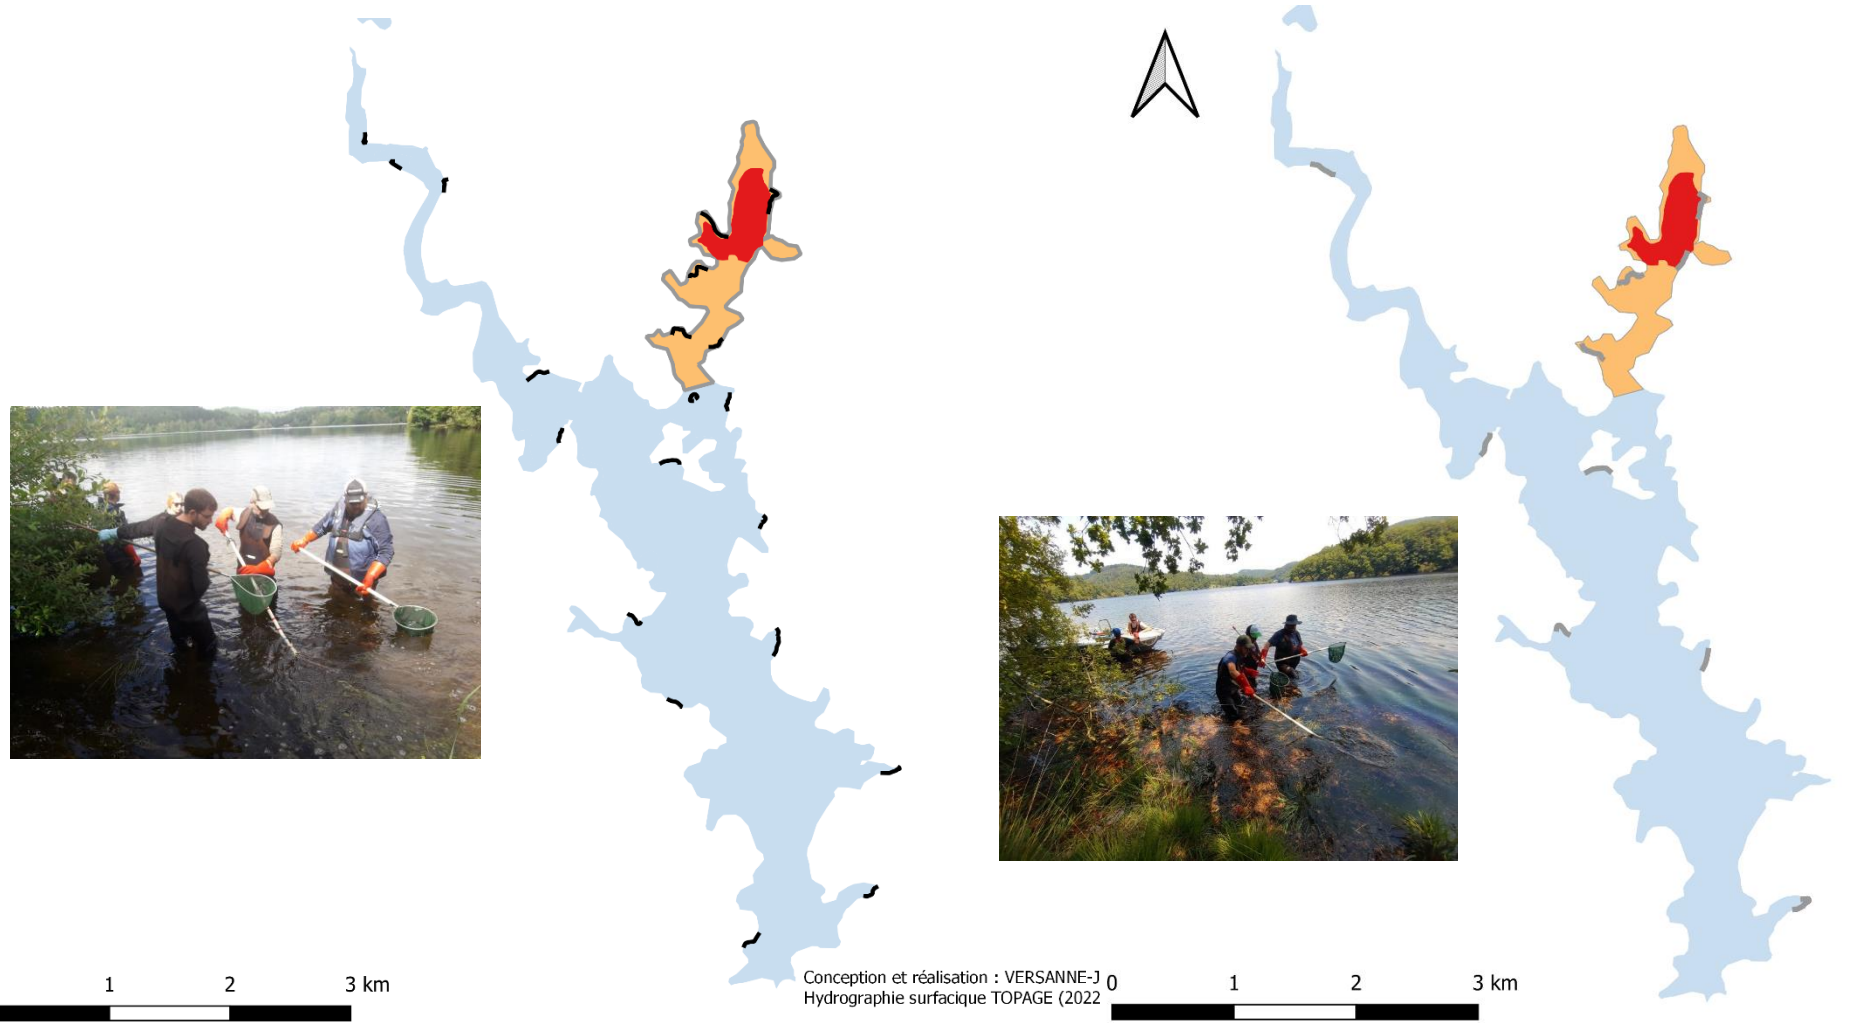 1 2 3 km
Conception et réalisation : VERSANNE-J
Hydrographie surfacique TOPAGE (2022
0 1 2 3 km